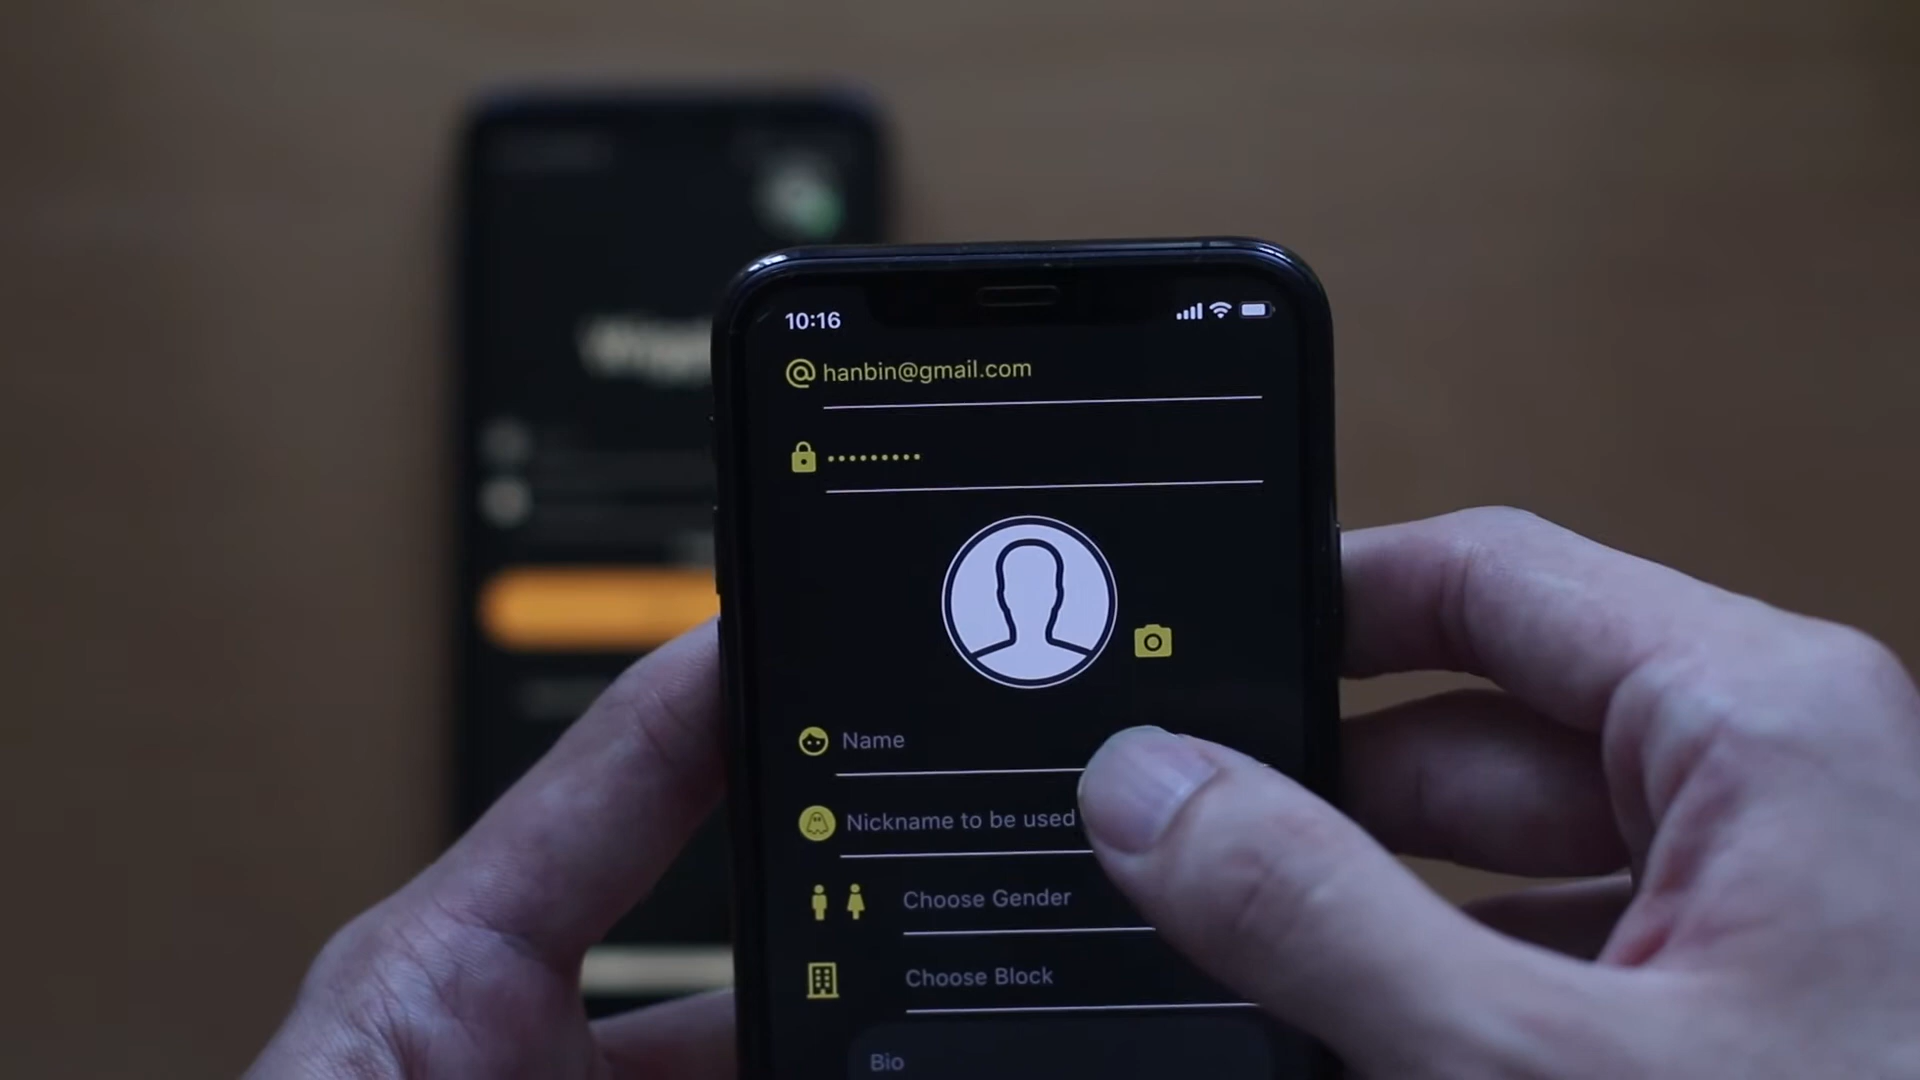 10:16
hanbin@gmail.com
•••••••••
Name
Nickname to be used
Choose Gender
Choose Block
Bio